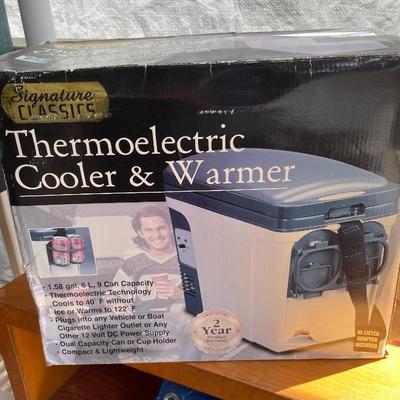 Signature
CLASSICS
Thermoelectric
Cooler & Warmer
• 1.58 gal, 6 L, 9 Can Capacity
• Thermoelectric Technology
Cools to 40° F without
Ice or Warms to 122° F
• Plugs into any Vehicle or Boat
Cigarette Lighter Outlet or Any
Other 12 Volt DC Power Supply
• Dual Capacity Can or Cup Holder
• Compact & Lightweight
2
Year
UL LISTED
ADAPTER
INCLUDED